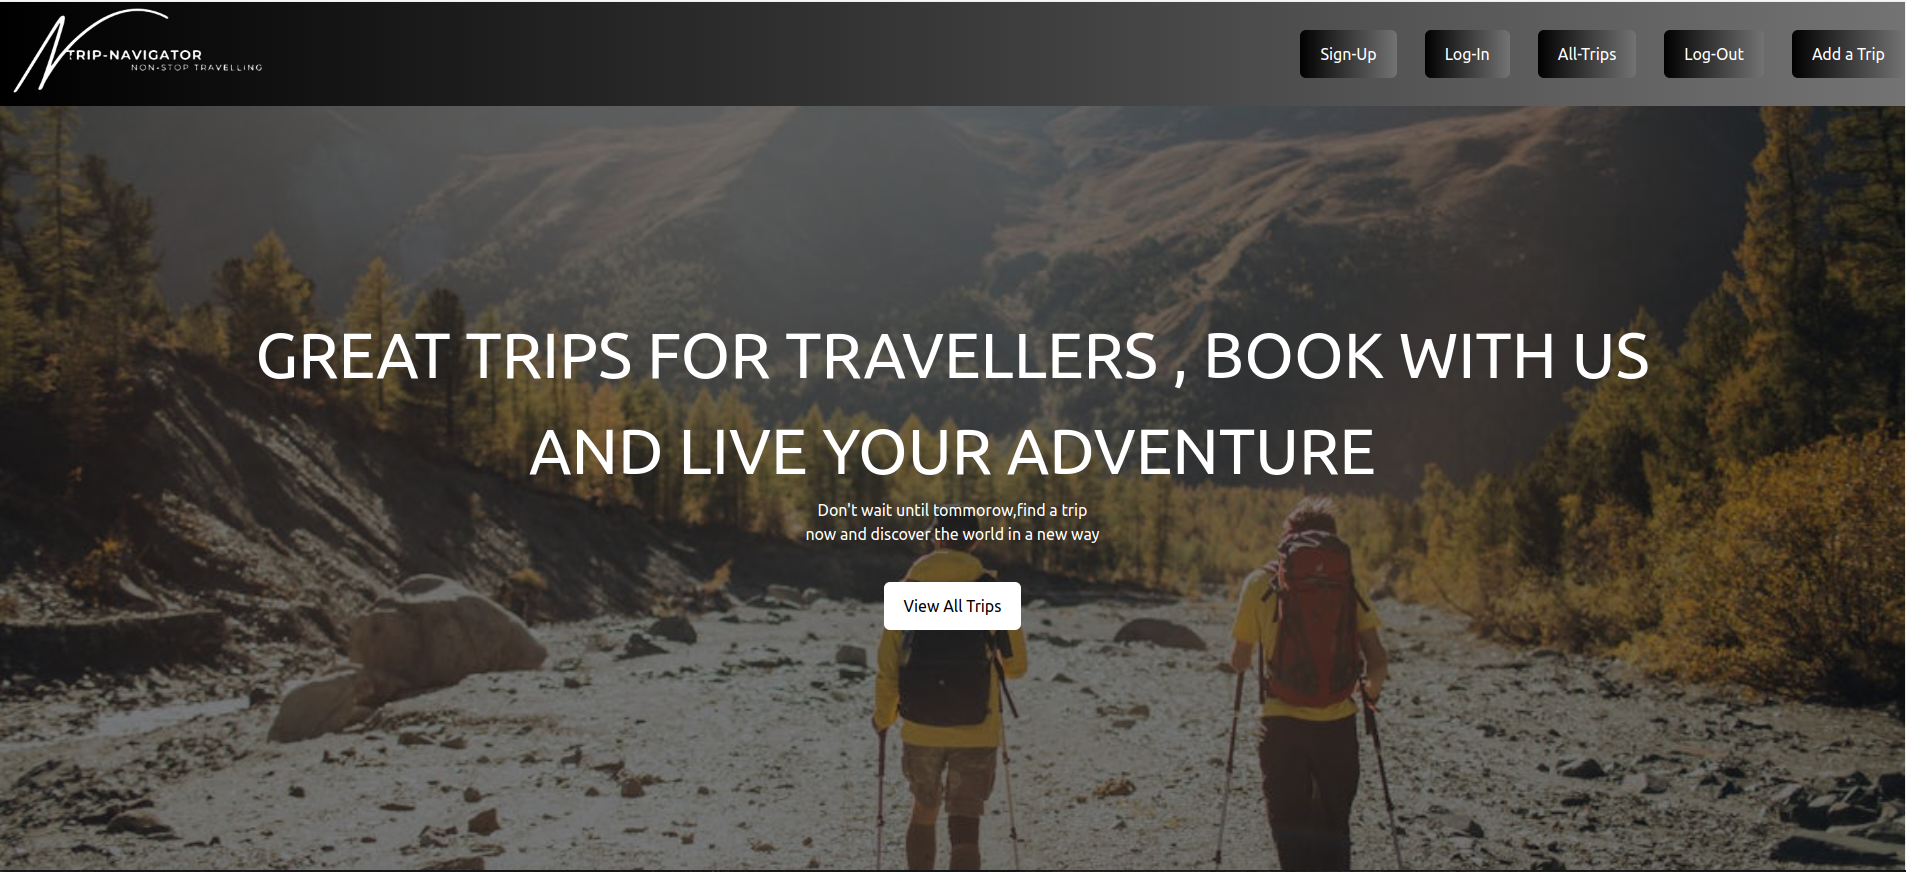 TRIP-NAVIGATOR
NON-STOP TRAVELLING
Sign-Up
Log-In
All-Trips
Log-Out
Add a Trip
GREAT TRIPS FOR TRAVELLERS , BOOK WITH US
AND LIVE YOUR ADVENTURE
Don't wait until tommorow,find a trip
now and discover the world in a new way
View All Trips